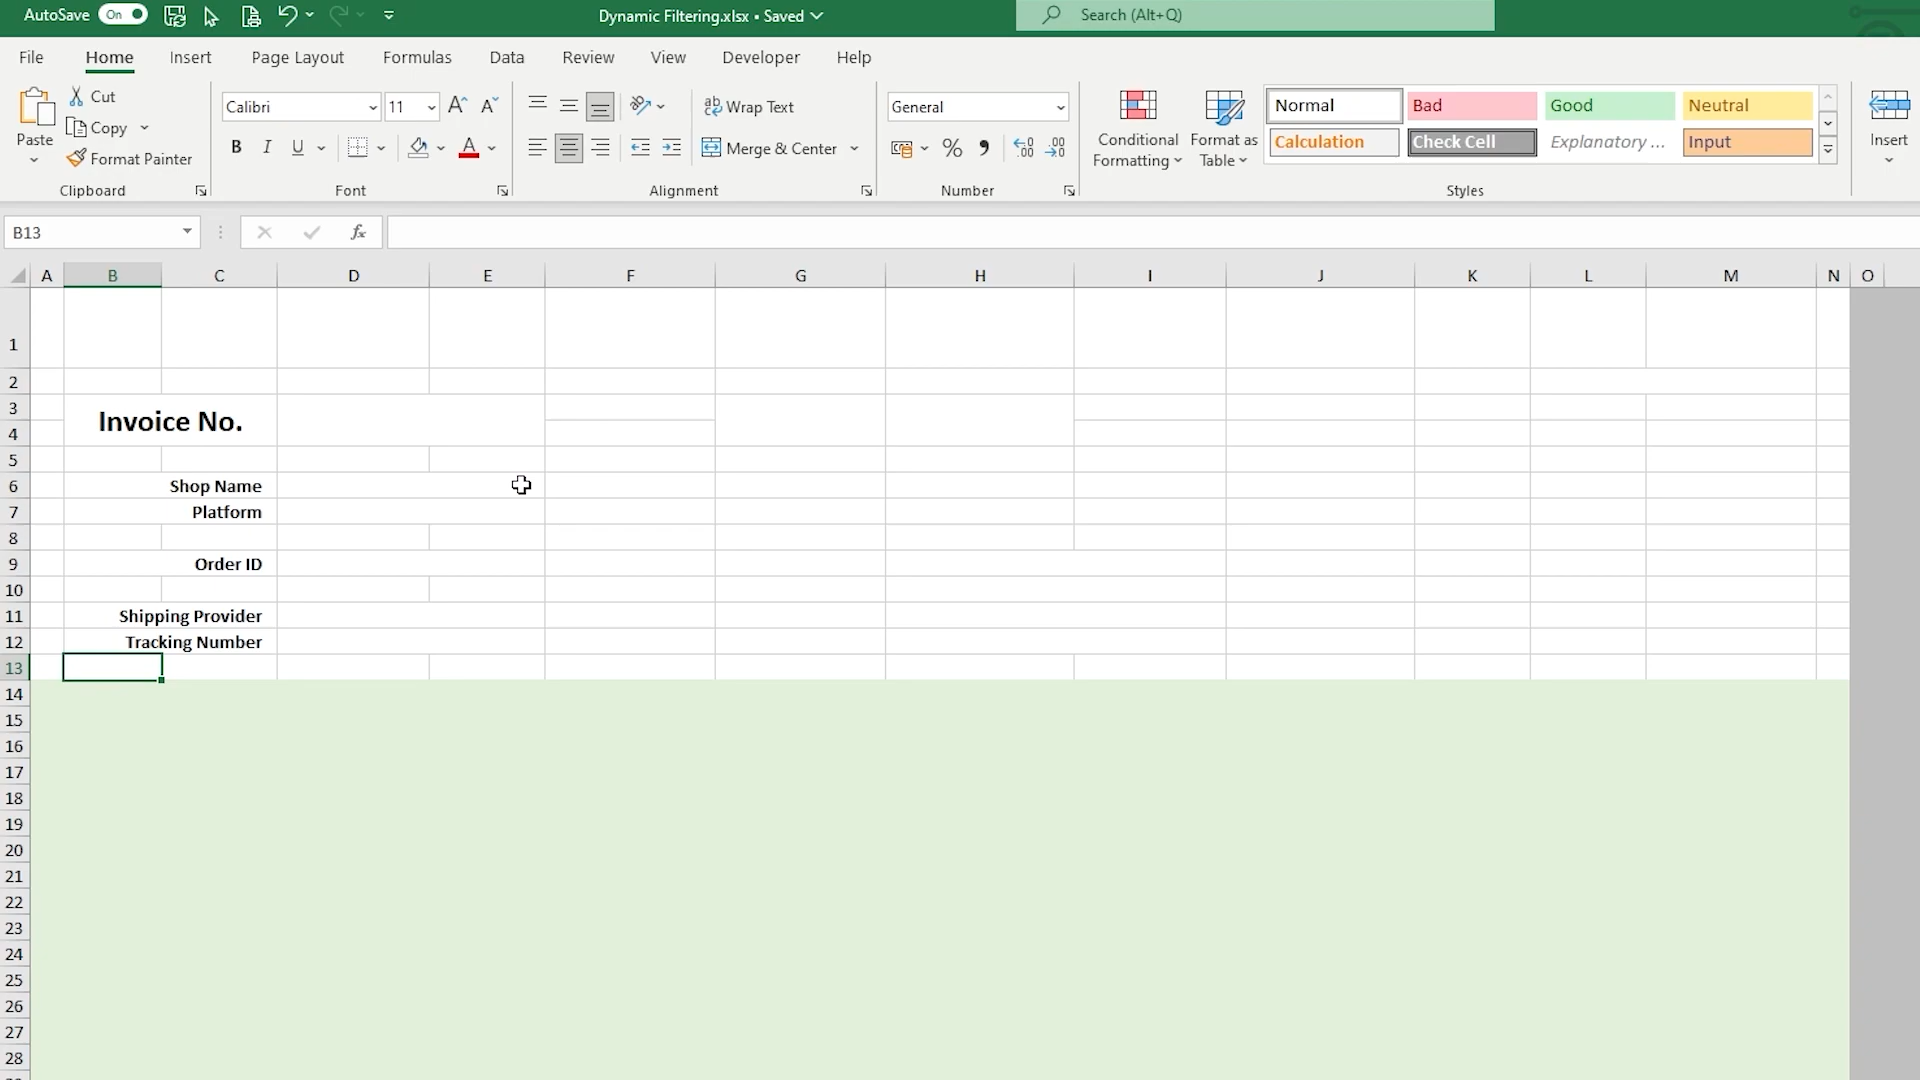 AutoSave On Dynamic Filtering.xlsx • Saved Search (Alt+Q)
File Home Insert Page Layout Formulas Data Review View Developer Help
Paste
Cut
Copy
Format Painter
Clipboard
Calibri 11
B I U A
Font
ab Wrap Text
Merge & Center
Alignment
General
% 9
Number
Conditional Formatting
Format as Table
Normal Bad Good Neutral
Calculation Check Cell Explanatory ... Input
Styles
Insert
B13 fx
A B C D E F G H I J K L M N O
1
2
3
Invoice No.
4
5
6 Shop Name
7 Platform
8
9 Order ID
10
11 Shipping Provider
12 Tracking Number
13
14
15
16
17
18
19
20
21
22
23
24
25
26
27
28